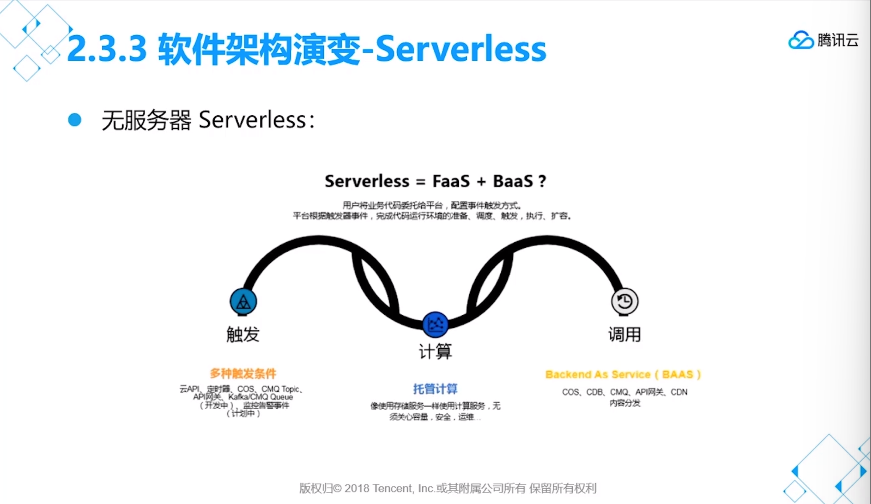 2.3.3 软件架构演变-Serverless
腾讯云
无服务器 Serverless：
Serverless = FaaS + BaaS ?
用户将业务代码委托给平台，配置事件触发方式。
平台根据触发器事件，完成代码运行环境的准备、调度、触发，执行、扩容。
触发
计算
调用
多种触发条件
云API、定时器、COS、CMQ Topic、
API网关、Kafka/CMQ Queue
（开发中）、监控告警事件
（计划中）
托管计算
像使用存储服务一样使用计算服务，无
须关心容量，安全，运维...
Backend As Service（BAAS）
COS、CDB、CMQ、API网关、CDN
内容分发
版权归© 2018 Tencent, Inc.或其附属公司所有 保留所有权利